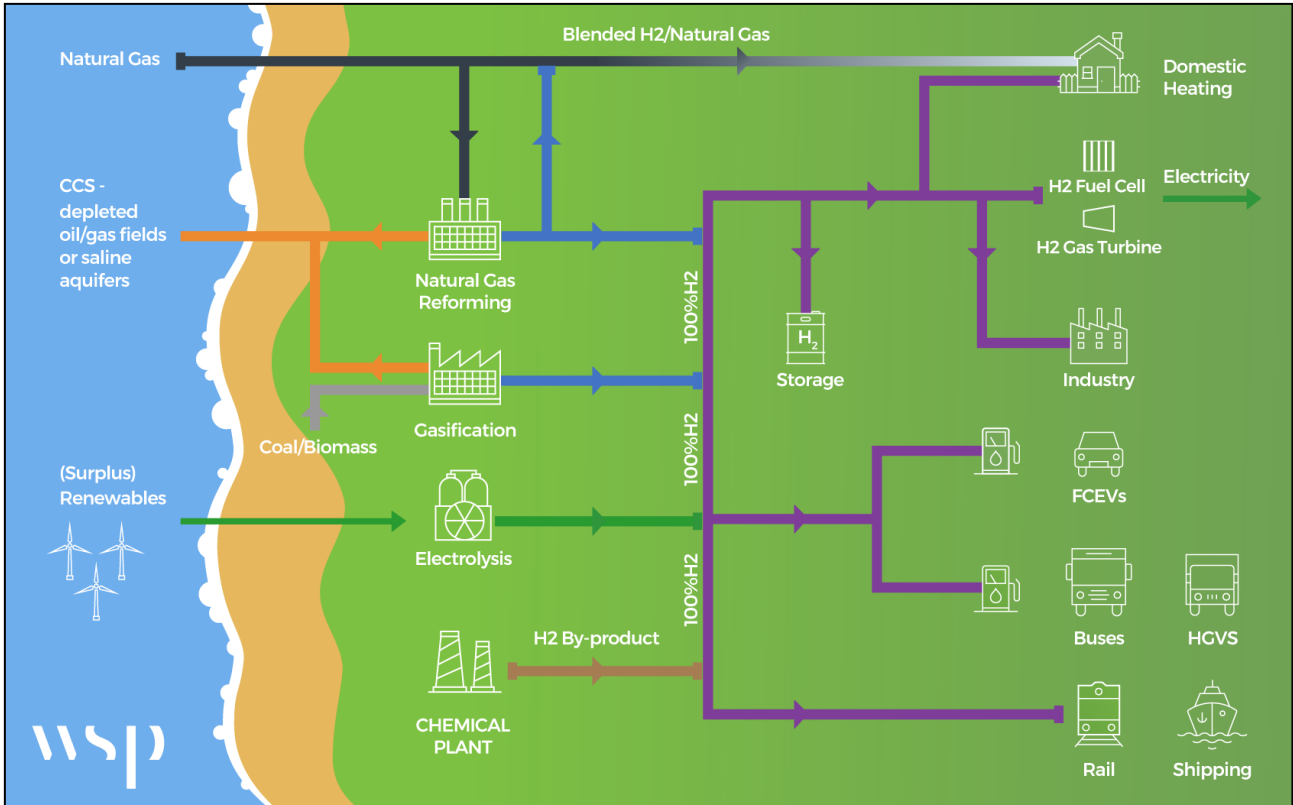 Natural Gas
Blended H2/Natural Gas
Domestic
Heating
CCS -
depleted
oil/gas fields
or saline
aquifers
H2 Fuel Cell
Electricity
H2 Gas Turbine
Natural Gas
Reforming
100%H2
H2
Storage
Industry
Coal/Biomass
Gasification
100%H2
(Surplus)
Renewables
FCEVs
Electrolysis
100%H2
H2 By-product
Buses
HGVS
CHEMICAL
PLANT
wsp
Rail
Shipping